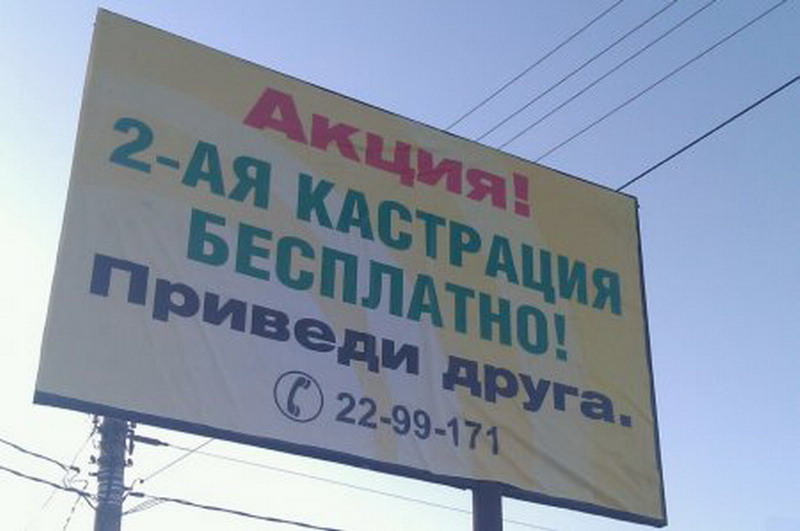 Акция!
2-АЯ КАСТРАЦИЯ
БЕСПЛАТНО!
Приведи друга.
22-99-171